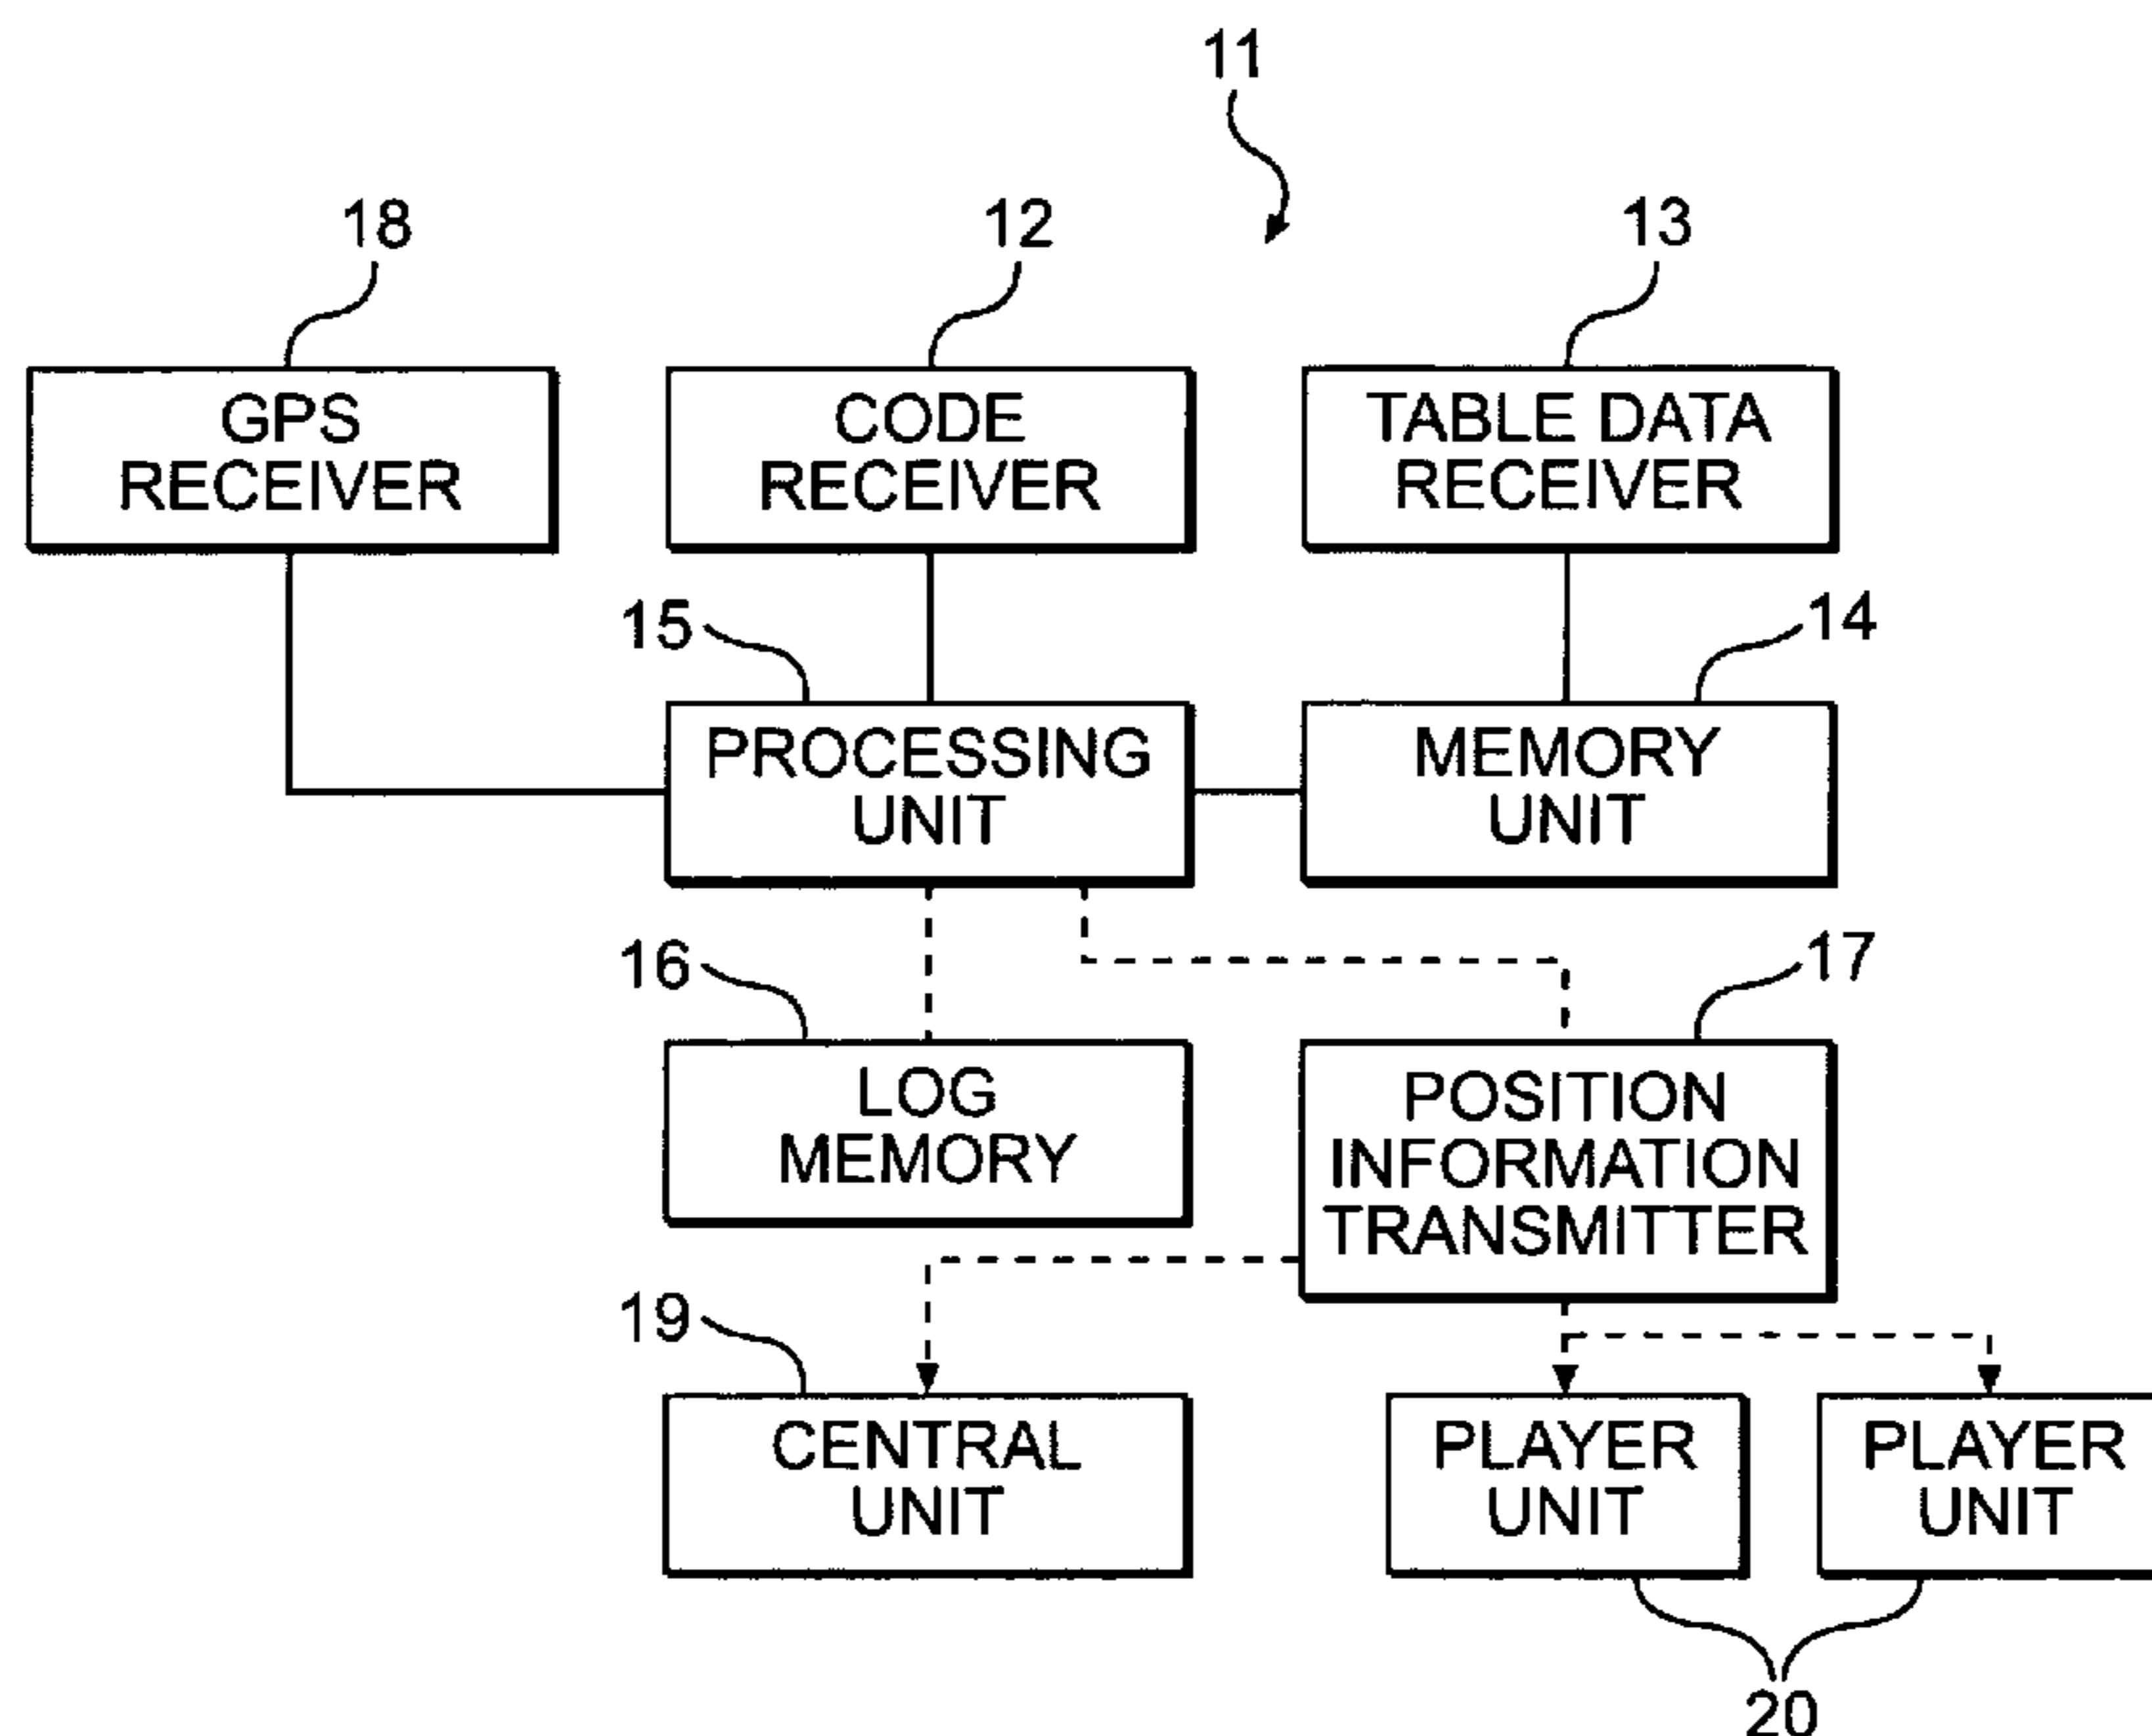 11
18
12
13
GPS
RECEIVER
CODE
RECEIVER
TABLE DATA
RECEIVER
15
14
PROCESSING
UNIT
MEMORY
UNIT
16
17
LOG
MEMORY
POSITION
INFORMATION
TRANSMITTER
19
CENTRAL
UNIT
PLAYER
UNIT
PLAYER
UNIT
20